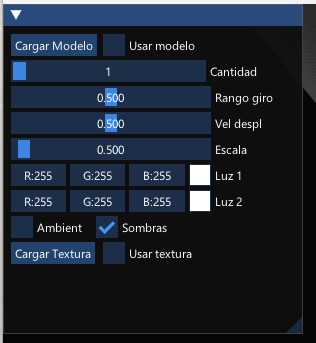 Cargar Modelo Usar modelo
1 Cantidad
0.500 Rango giro
0.500 Vel despl
0.500 Escala
R:255 G:255 B:255 Luz 1
R:255 G:255 B:255 Luz 2
Ambient Sombras
Cargar Textura Usar textura